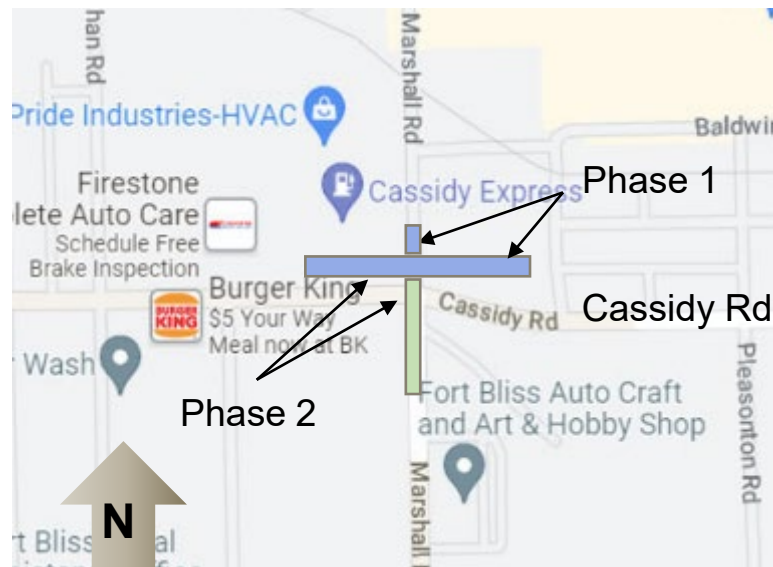 han Rd
Marshall Rd
Pride Industries-HVAC
Baldwin
Firestone
lete Auto Care
Schedule Free
Brake Inspection
Cassidy Express
Phase 1
Burger King
$5 Your Way
Meal now at BK
BURGER
KING
Cassidy Rd
Cassidy Rd
Wash
Phase 2
Fort Bliss Auto Craft
and Art & Hobby Shop
Pleasonton Rd
Marshall
N
t Bliss
al